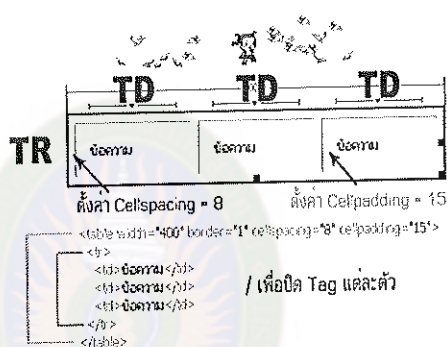 TD TD TD
TR ข้อความ ข้อความ ข้อความ
ตั้งค่า Cellspacing = 8 ตั้งค่า Cellpadding = 15
<table width="400" border="1" cellspacing="8" cellpadding="15">
<tr>
<td>ข้อความ</td>
<td>ข้อความ</td>
<td>ข้อความ</td>
/ เพื่อปิด Tag แต่ละตัว
</tr>
</table>